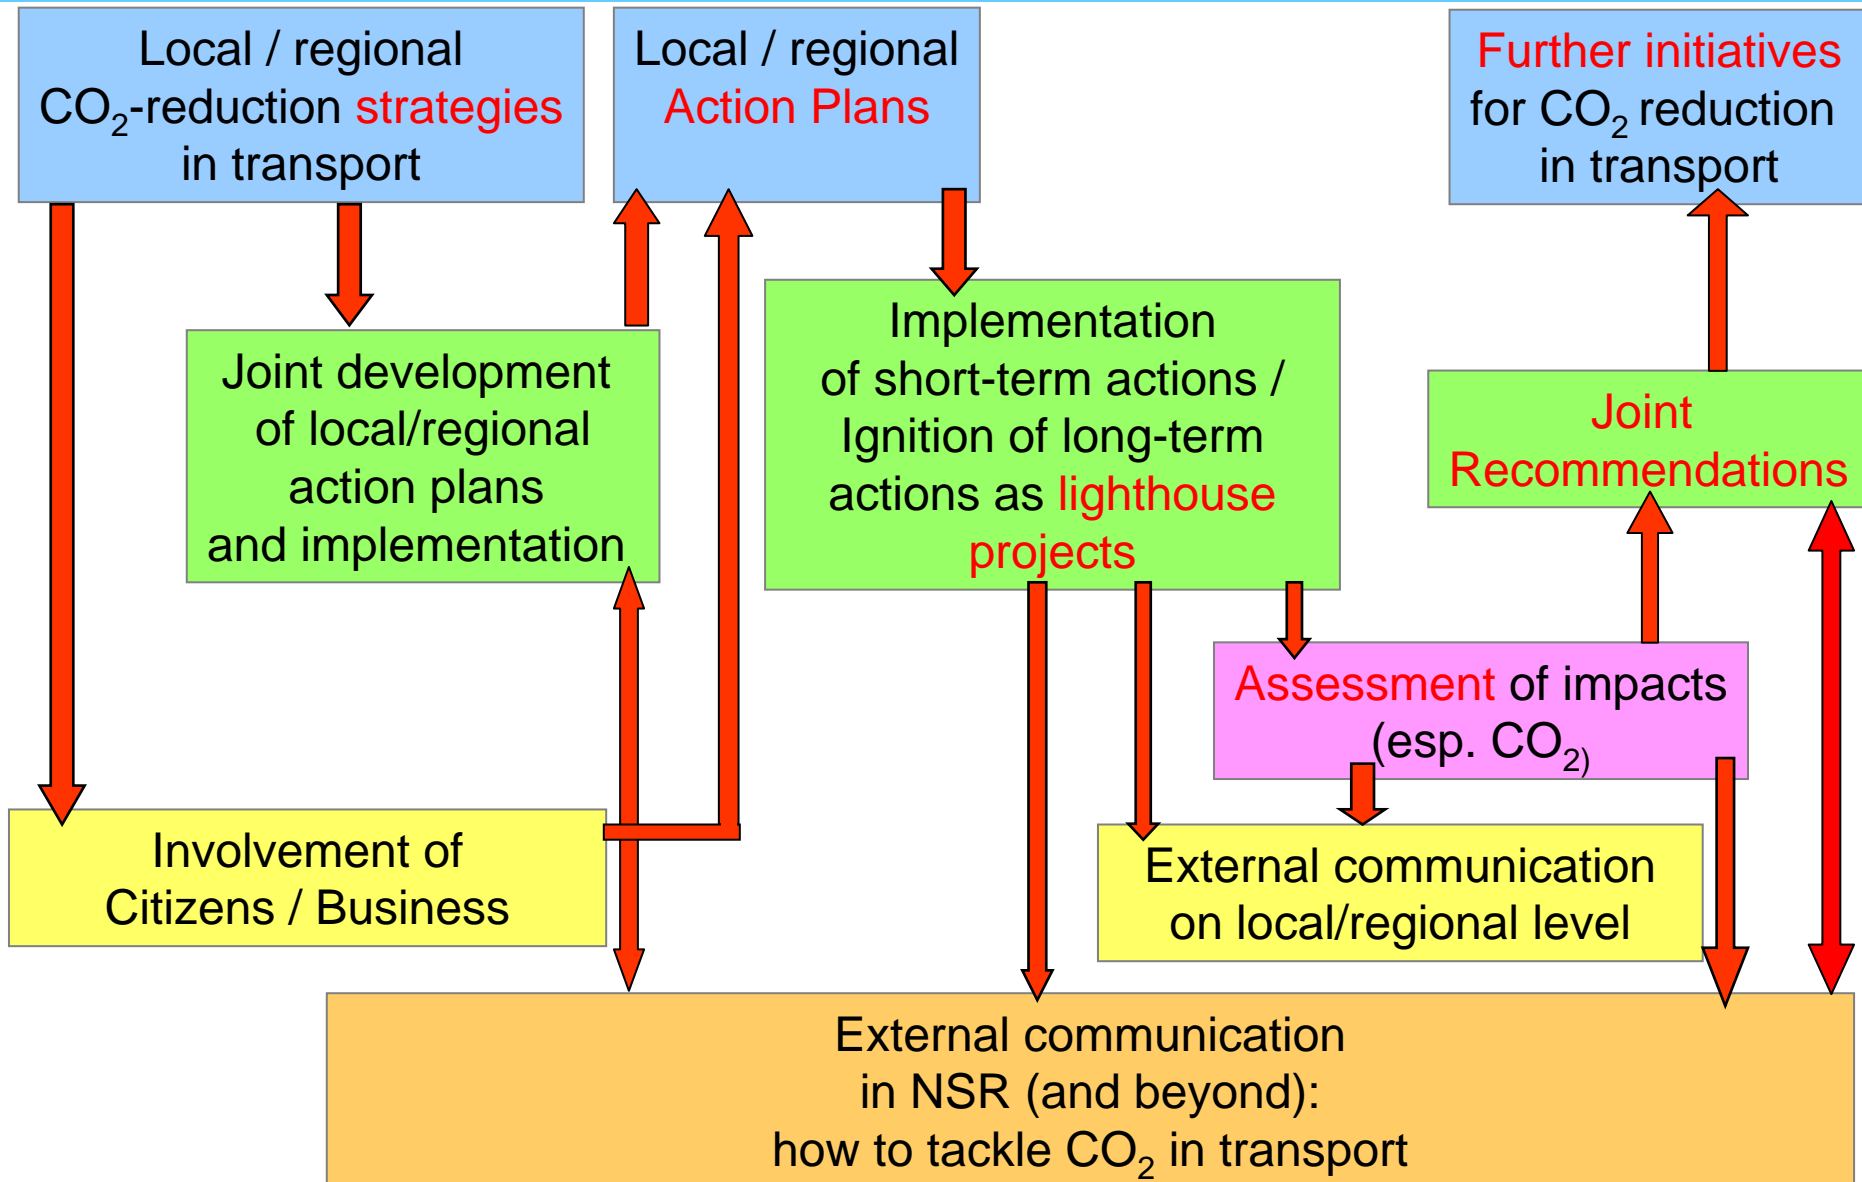 Local / regional
CO₂-reduction strategies
in transport
Local / regional
Action Plans
Further initiatives
for CO₂ reduction
in transport
Joint development
of local/regional
action plans
and implementation
Implementation
of short-term actions /
Ignition of long-term
actions as lighthouse
projects
Joint
Recommendations
Assessment of impacts
(esp. CO₂₎
Involvement of
Citizens / Business
External communication
on local/regional level
External communication
in NSR (and beyond):
how to tackle CO₂ in transport